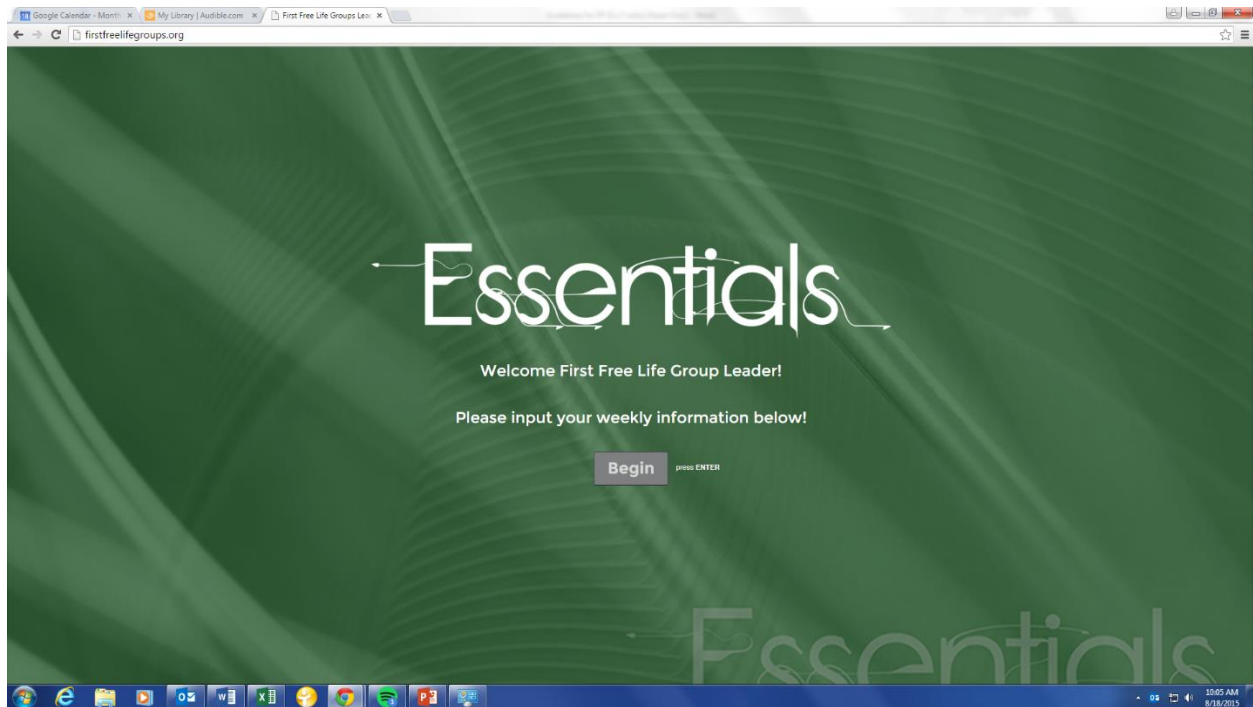 Google Calendar - Month
My Library | Audible.com
First Free Life Groups Lead
firstfreelifegroups.org
Essentials
Welcome First Free Life Group Leader!
Please input your weekly information below!
Begin press ENTER
Essentials
10:05 AM
8/18/2015